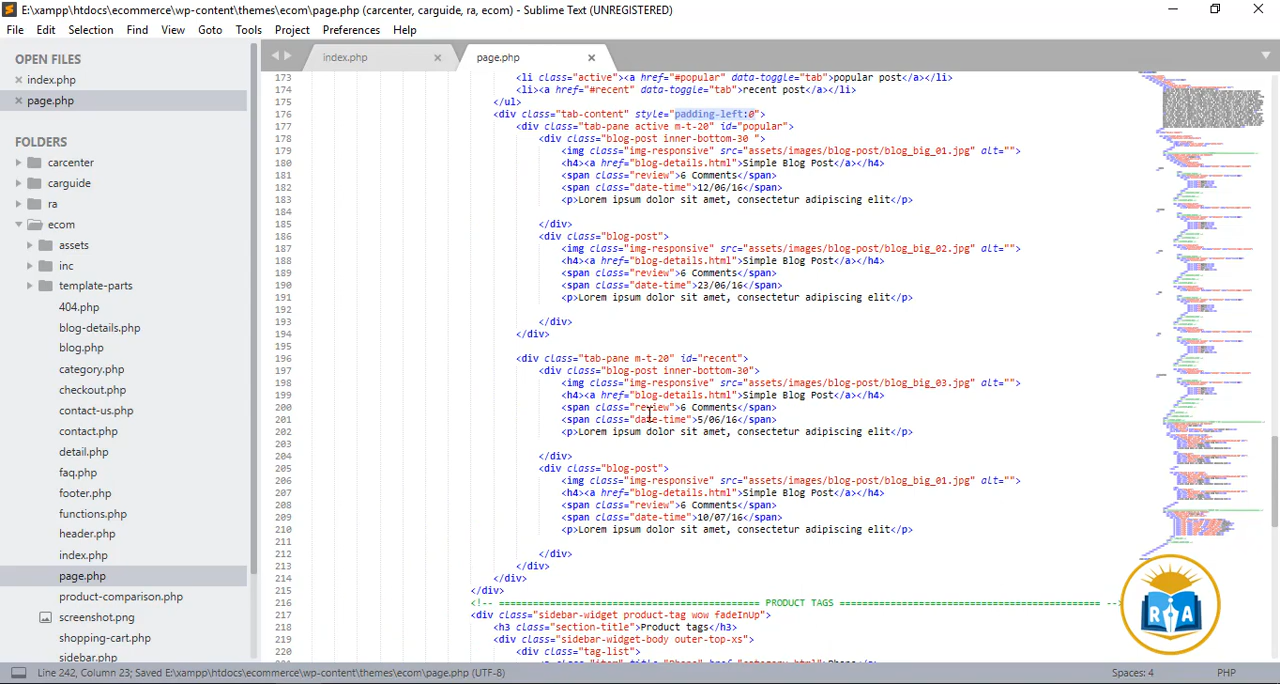 E:\xampp\htdocs\ecommerce\wp-content\themes\ecom\page.php (carcenter, carguide, ra, ecom) - Sublime Text (UNREGISTERED)
File Edit Selection Find View Goto Tools Project Preferences Help
OPEN FILES
index.php
page.php
FOLDERS
carcenter
carguide
ra
ecom
assets
inc
template-parts
404.php
blog-details.php
blog.php
category.php
checkout.php
contact-us.php
contact.php
detail.php
faq.php
footer.php
functions.php
header.php
index.php
page.php
product-comparison.php
screenshot.png
shopping-cart.php
sidebar.php
index.php page.php
173 <li class="active"><a href="#popular" data-toggle="tab">popular post</a></li>
174 <li><a href="#recent" data-toggle="tab">recent post</a></li>
175 </ul>
176 <div class="tab-content" style="padding-left:0">
177 <div class="tab-pane active m-t-20" id="popular">
178 <div class="blog-post inner-bottom-30 ">
179 <img class="img-responsive" src="assets/images/blog-post/blog_big_01.jpg" alt="">
180 <h4><a href="blog-details.html">Simple Blog Post</a></h4>
181 <span class="review">6 Comments</span>
182 <span class="date-time">12/06/16</span>
183 <p>Lorem ipsum dolor sit amet, consectetur adipiscing elit</p>
184
185 </div>
186 <div class="blog-post">
187 <img class="img-responsive" src="assets/images/blog-post/blog_big_02.jpg" alt="">
188 <h4><a href="blog-details.html">Simple Blog Post</a></h4>
189 <span class="review">6 Comments</span>
190 <span class="date-time">23/06/16</span>
191 <p>Lorem ipsum dolor sit amet, consectetur adipiscing elit</p>
192
193 </div>
194 </div>
195
196 <div class="tab-pane m-t-20" id="recent">
197 <div class="blog-post inner-bottom-30">
198 <img class="img-responsive" src="assets/images/blog-post/blog_big_03.jpg" alt="">
199 <h4><a href="blog-details.html">Simple Blog Post</a></h4>
200 <span class="review">6 Comments</span>
201 <span class="date-time">5/06/16</span>
202 <p>Lorem ipsum dolor sit amet, consectetur adipiscing elit</p>
203
204 </div>
205 <div class="blog-post">
206 <img class="img-responsive" src="assets/images/blog-post/blog_big_01.jpg" alt="">
207 <h4><a href="blog-details.html">Simple Blog Post</a></h4>
208 <span class="review">6 Comments</span>
209 <span class="date-time">10/07/16</span>
210 <p>Lorem ipsum dolor sit amet, consectetur adipiscing elit</p>
211
212 </div>
213 </div>
214 </div>
215 </div>
216 <!-- ============================================ PRODUCT TAGS ============================================ -->
217 <div class="sidebar-widget product-tag wow fadeInUp">
218 <h3 class="section-title">Product tags</h3>
219 <div class="sidebar-widget-body outer-top-xs">
220 <div class="tag-list">
RA
Line 242, Column 23; Saved E:\xampp\htdocs\ecommerce\wp-content\themes\ecom\page.php (UTF-8) Spaces: 4 PHP